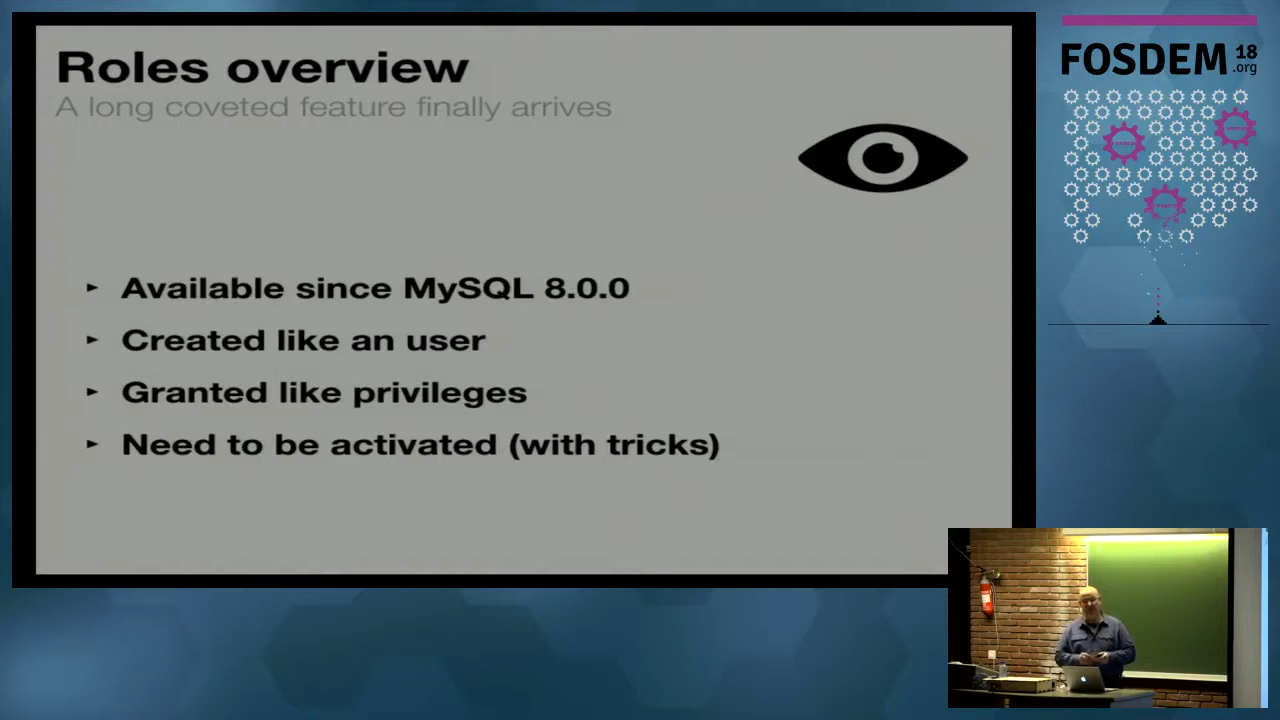 Roles overview
A long coveted feature finally arrives
► Available since MySQL 8.0.0
► Created like an user
► Granted like privileges
► Need to be activated (with tricks)
FOSDEM 18
.org